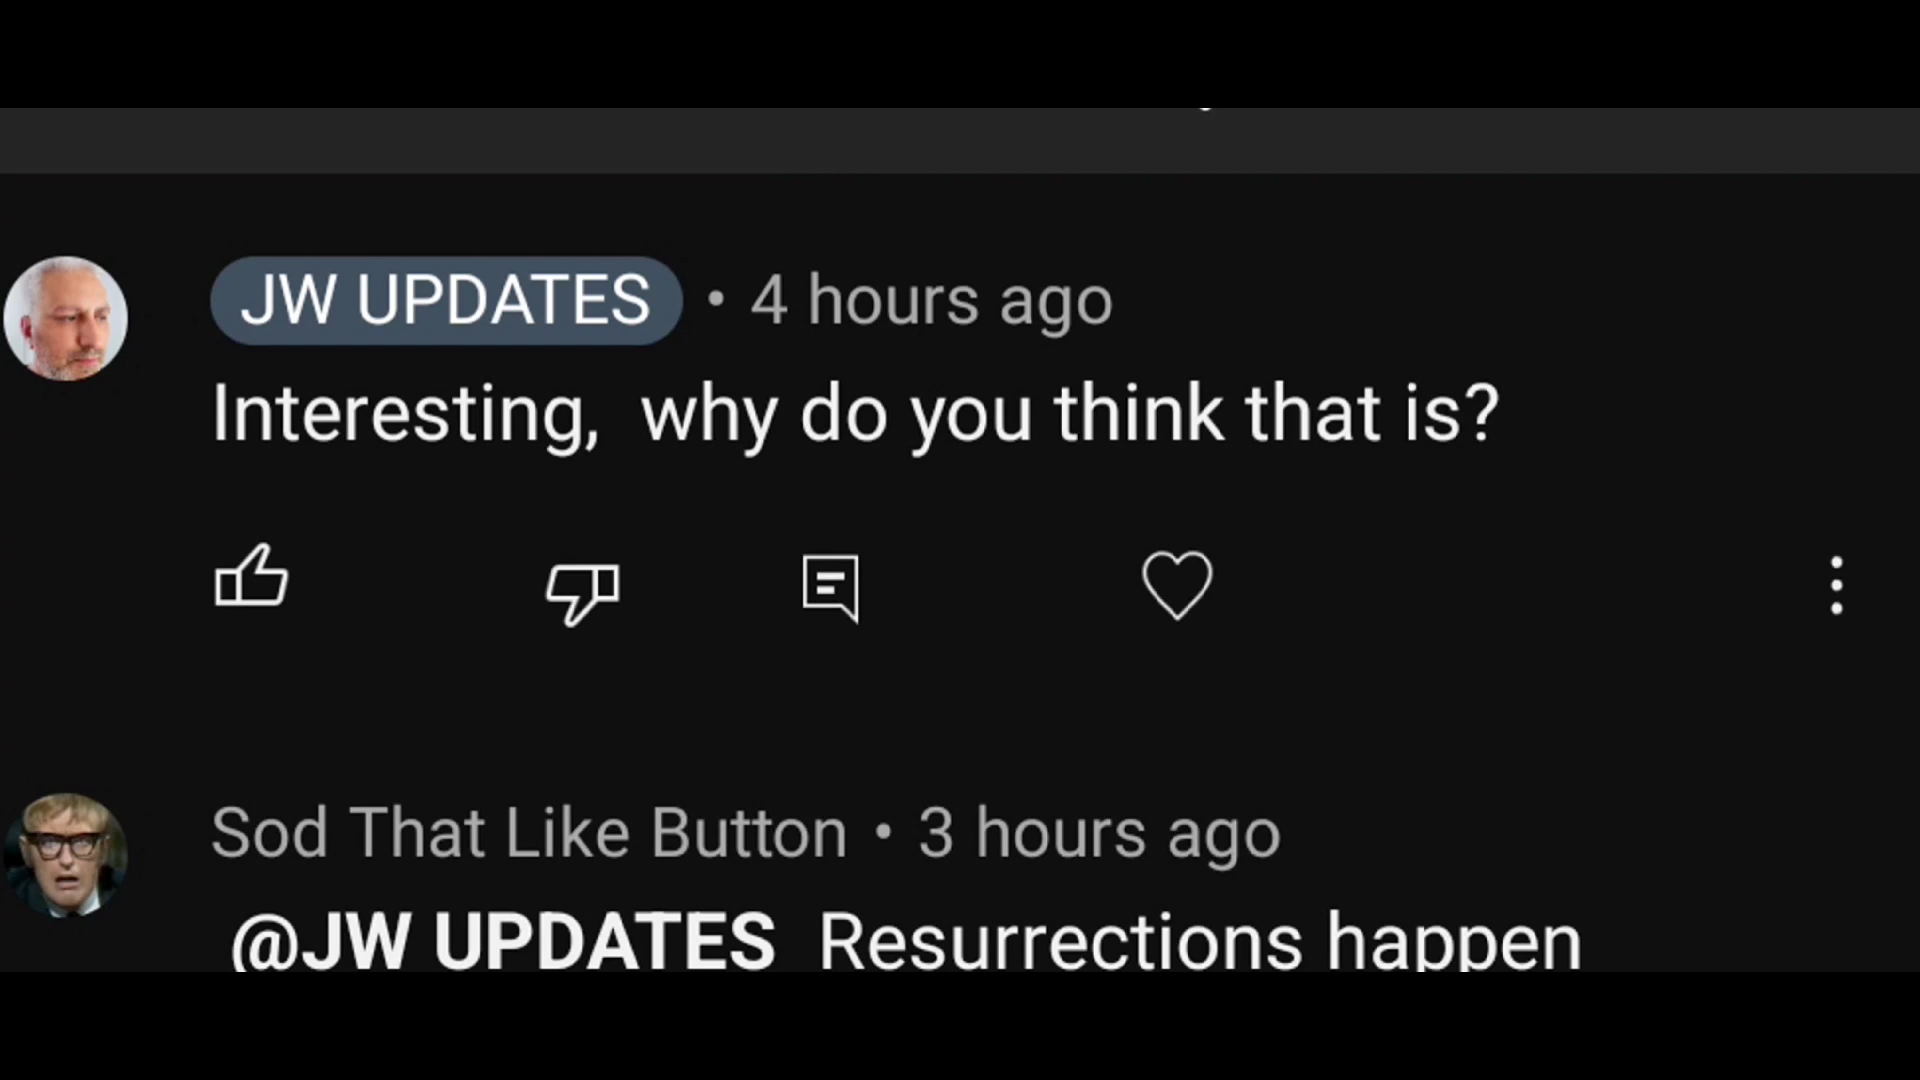 JW UPDATES • 4 hours ago
Interesting,  why do you think that is?
Sod That Like Button • 3 hours ago
@JW UPDATES  Resurrections happen